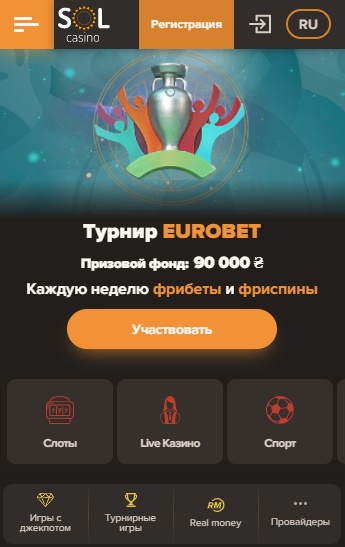 SOL
casino
Регистрация
RU
Турнир EUROBET
Призовой фонд: 90 000 ₴
Каждую неделю фрибеты и фриспины
Участвовать
777
Слоты
Live Казино
Спорт
Игры с
джекпотом
Турнирные
игры
RM
Real money
Провайдеры